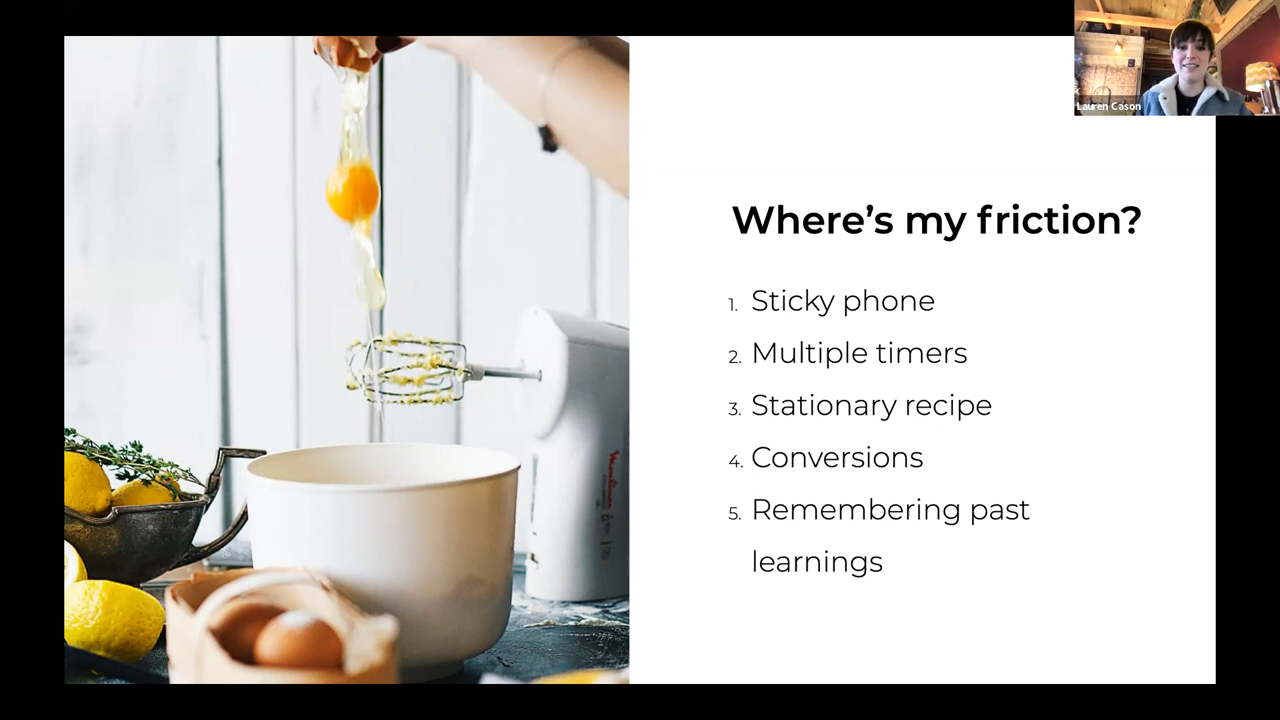 Lauren Cason
Where’s my friction?
1. Sticky phone
2. Multiple timers
3. Stationary recipe
4. Conversions
5. Remembering past
learnings
Moulinex